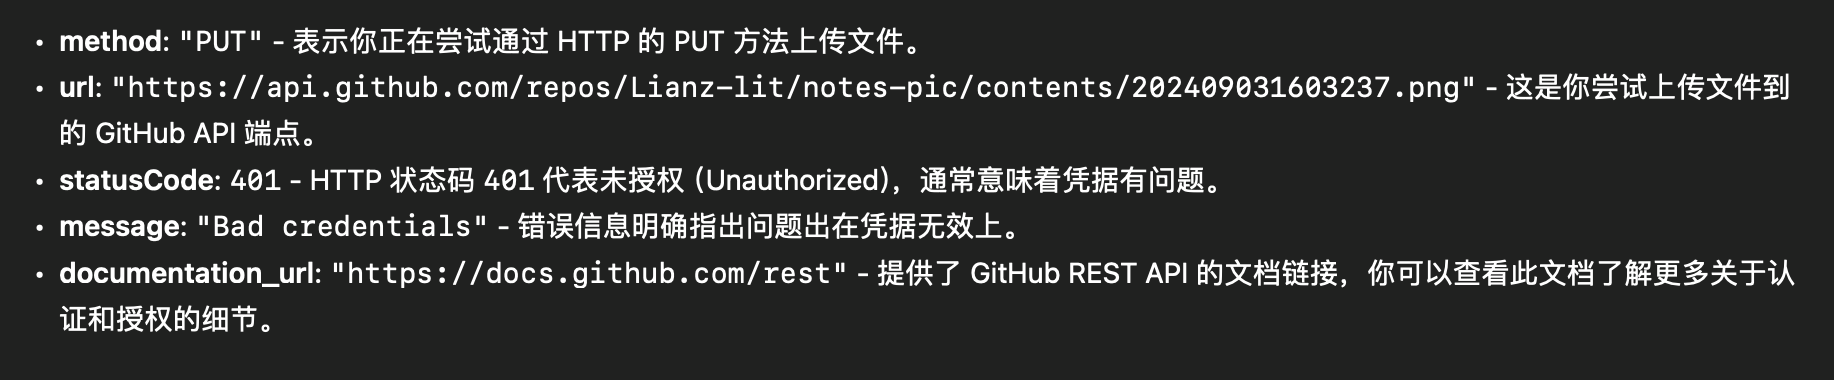 • method: "PUT" - 表示你正在尝试通过 HTTP 的 PUT 方法上传文件。
• url: "https://api.github.com/repos/Lianz-lit/notes-pic/contents/202409031603237.png" - 这是你尝试上传文件到
的 GitHub API 端点。
• statusCode: 401 - HTTP 状态码 401 代表未授权 (Unauthorized)，通常意味着凭据有问题。
• message: "Bad credentials" - 错误信息明确指出问题出在凭据无效上。
• documentation_url: "https://docs.github.com/rest" - 提供了 GitHub REST API 的文档链接，你可以查看此文档了解更多关于认
证和授权的细节。